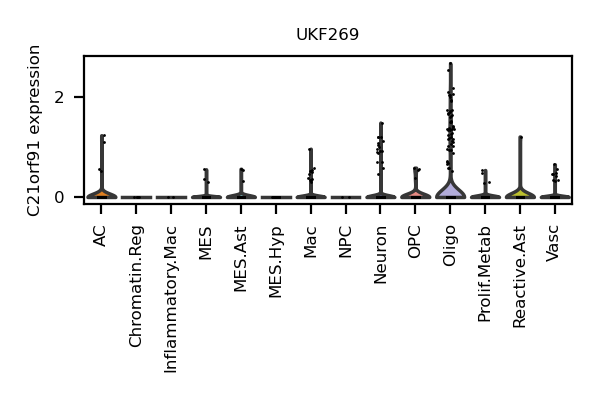 UKF269
C21orf91 expression
2
0
AC
Chromatin.Reg
Inflammatory.Mac
MES
MES.Ast
MES.Hyp
Mac
NPC
Neuron
OPC
Oligo
Prolif.Metab
Reactive.Ast
Vasc